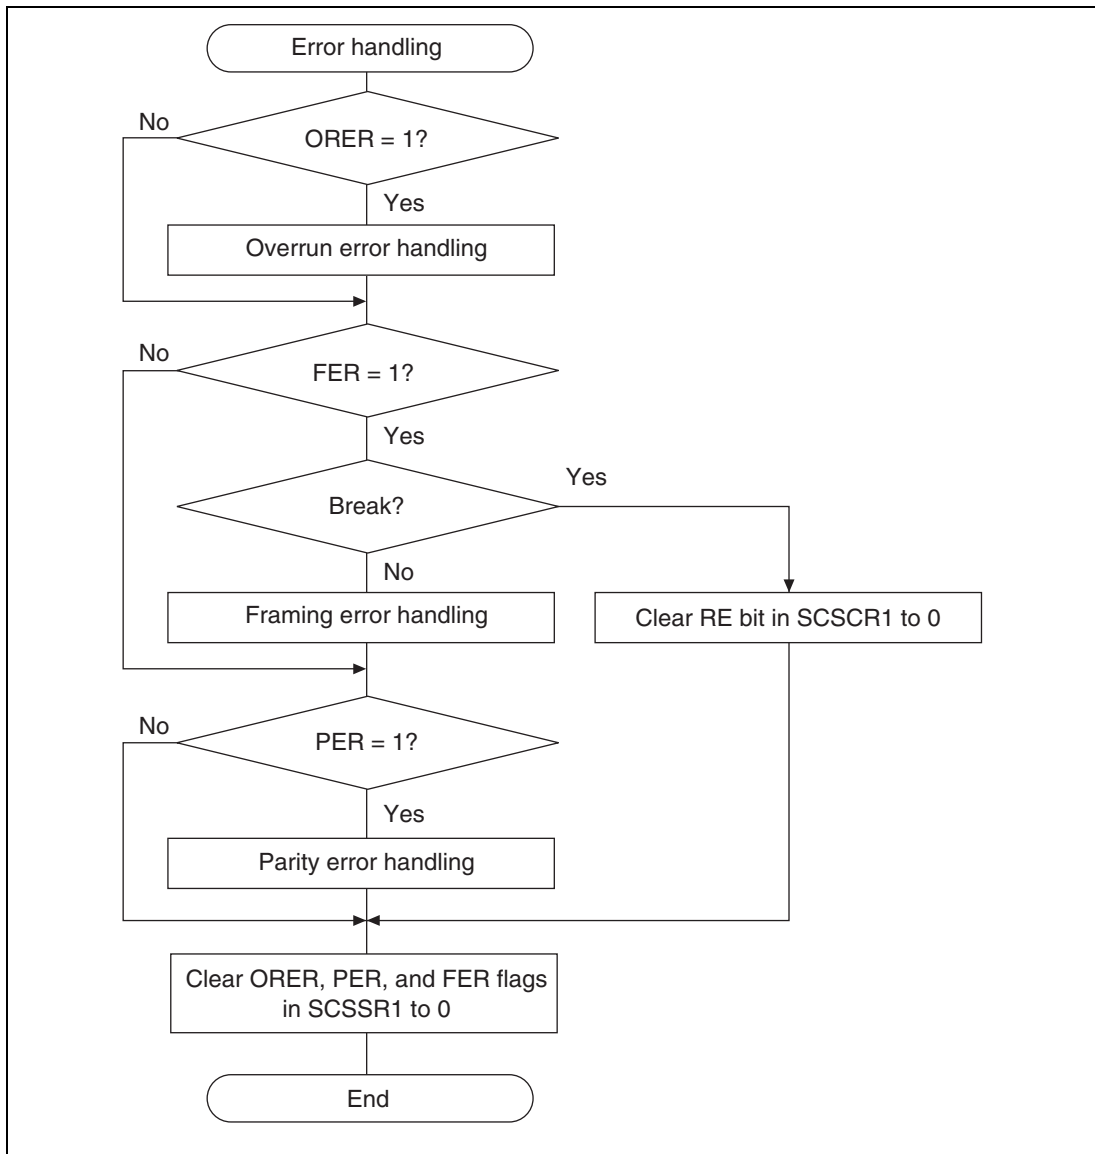 Error handling
No
ORER = 1?
Yes
Overrun error handling
No
FER = 1?
Yes
Yes
Break?
No
Framing error handling
Clear RE bit in SCSCR1 to 0
No
PER = 1?
Yes
Parity error handling
Clear ORER, PER, and FER flags
in SCSSR1 to 0
End